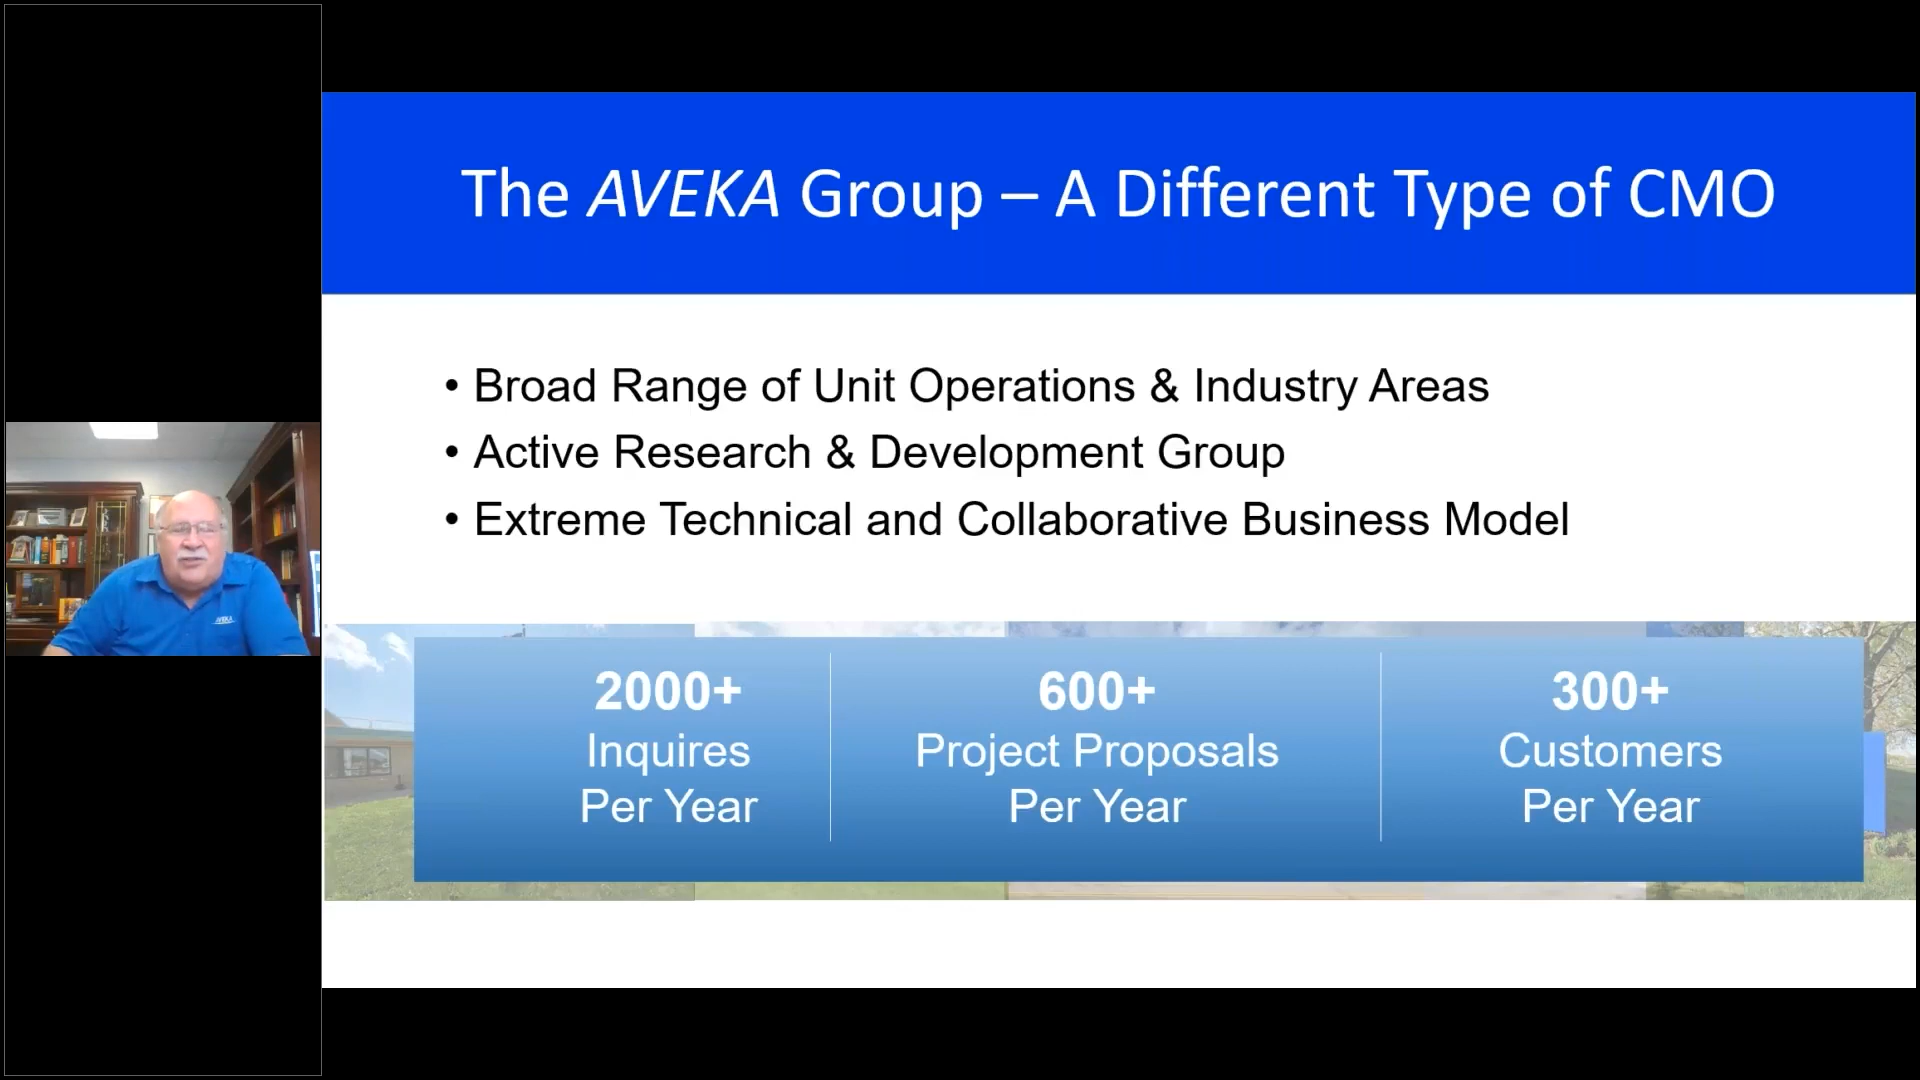 The AVEKA Group – A Different Type of CMO
• Broad Range of Unit Operations & Industry Areas
• Active Research & Development Group
• Extreme Technical and Collaborative Business Model
2000+
Inquires
Per Year
600+
Project Proposals
Per Year
300+
Customers
Per Year
AVEKA